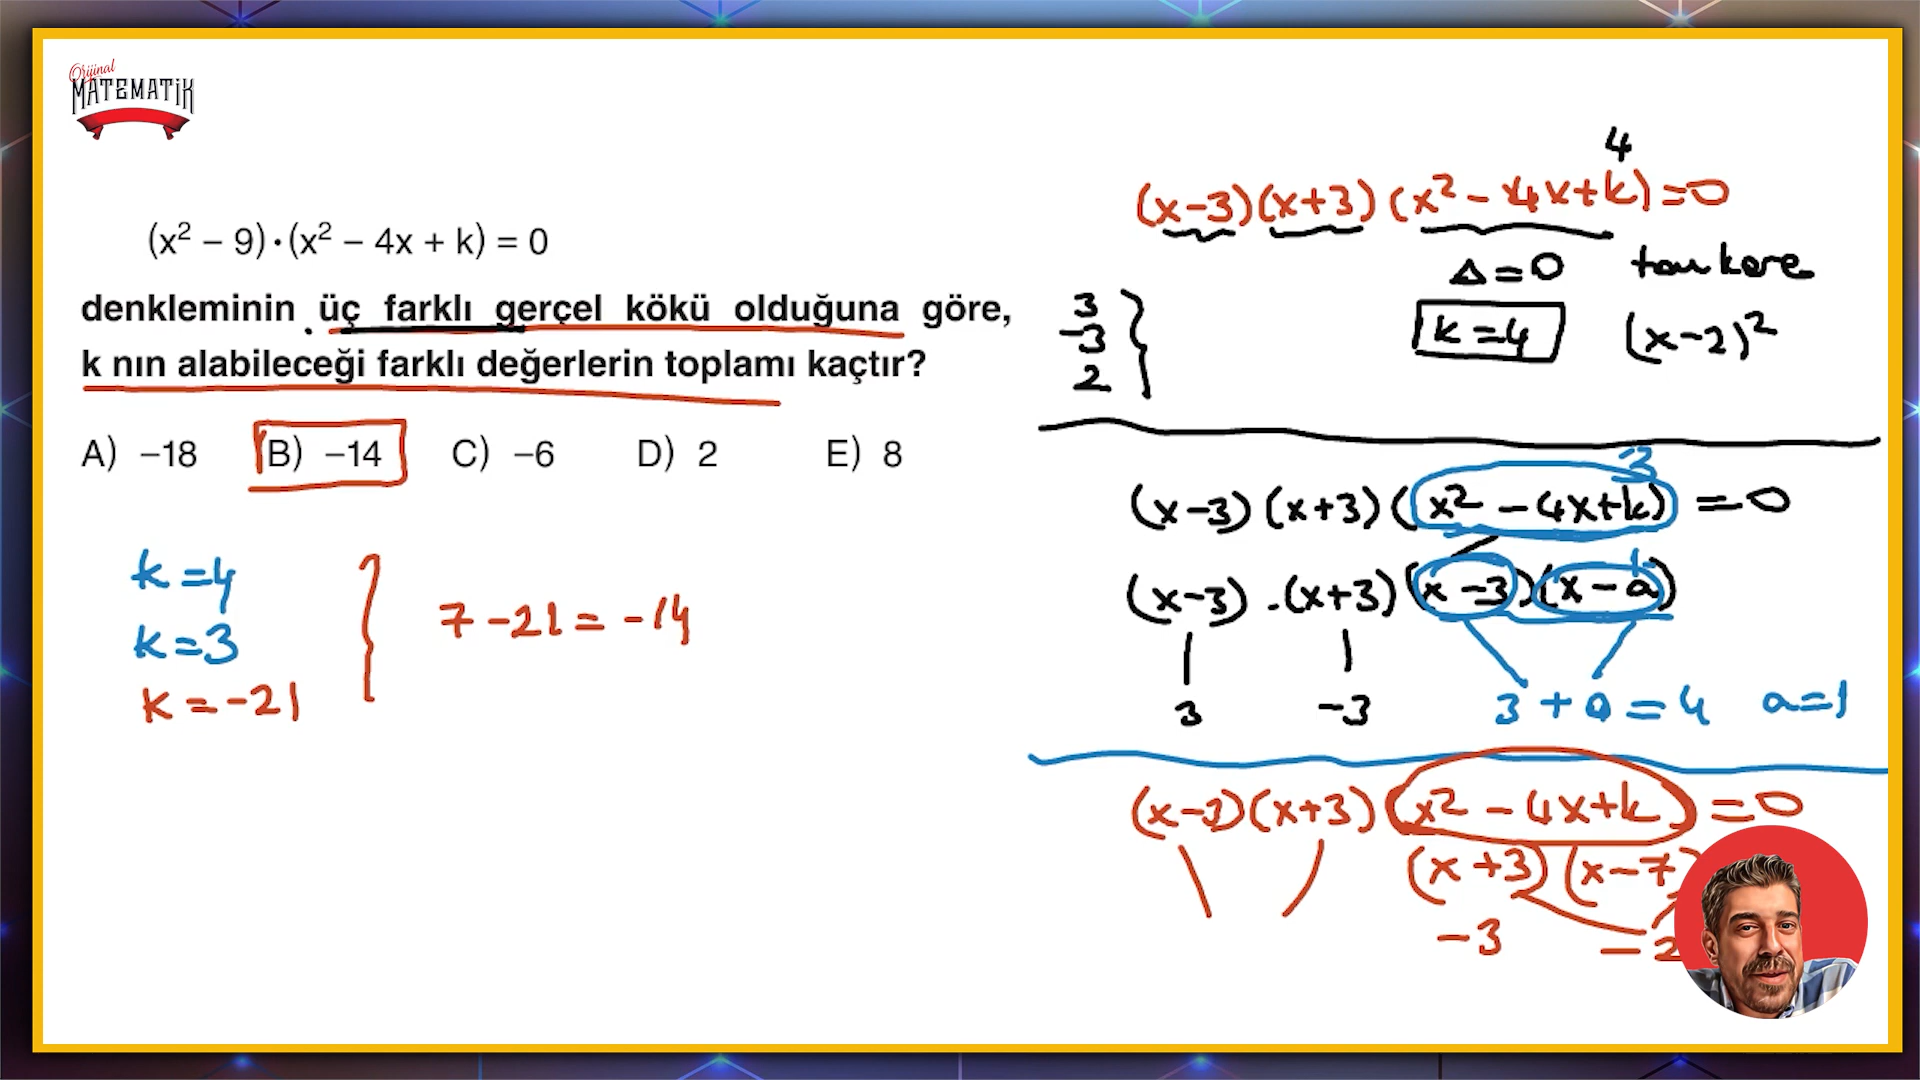 Orijinal
MATEMATİK
(x² – 9)·(x² – 4x + k) = 0
denkleminin üç farklı gerçel kökü olduğuna göre,
k nın alabileceği farklı değerlerin toplamı kaçtır?
A) –18 B) –14 C) –6 D) 2 E) 8
k=4
k=3
k=-21
7-21=-14
4
(x-3)(x+3)(x²-4x+k)=0
Δ=0 tam kare
k=4 (x-2)²
3
-3
2
3
(x-3)(x+3)(x²-4x+k)=0
(x-3).(x+3)(x-3)(x-a)
3 -3 3+a=4 a=1
(x-3)(x+3)(x²-4x+k)=0
(x+3)(x-7)
-3 -2